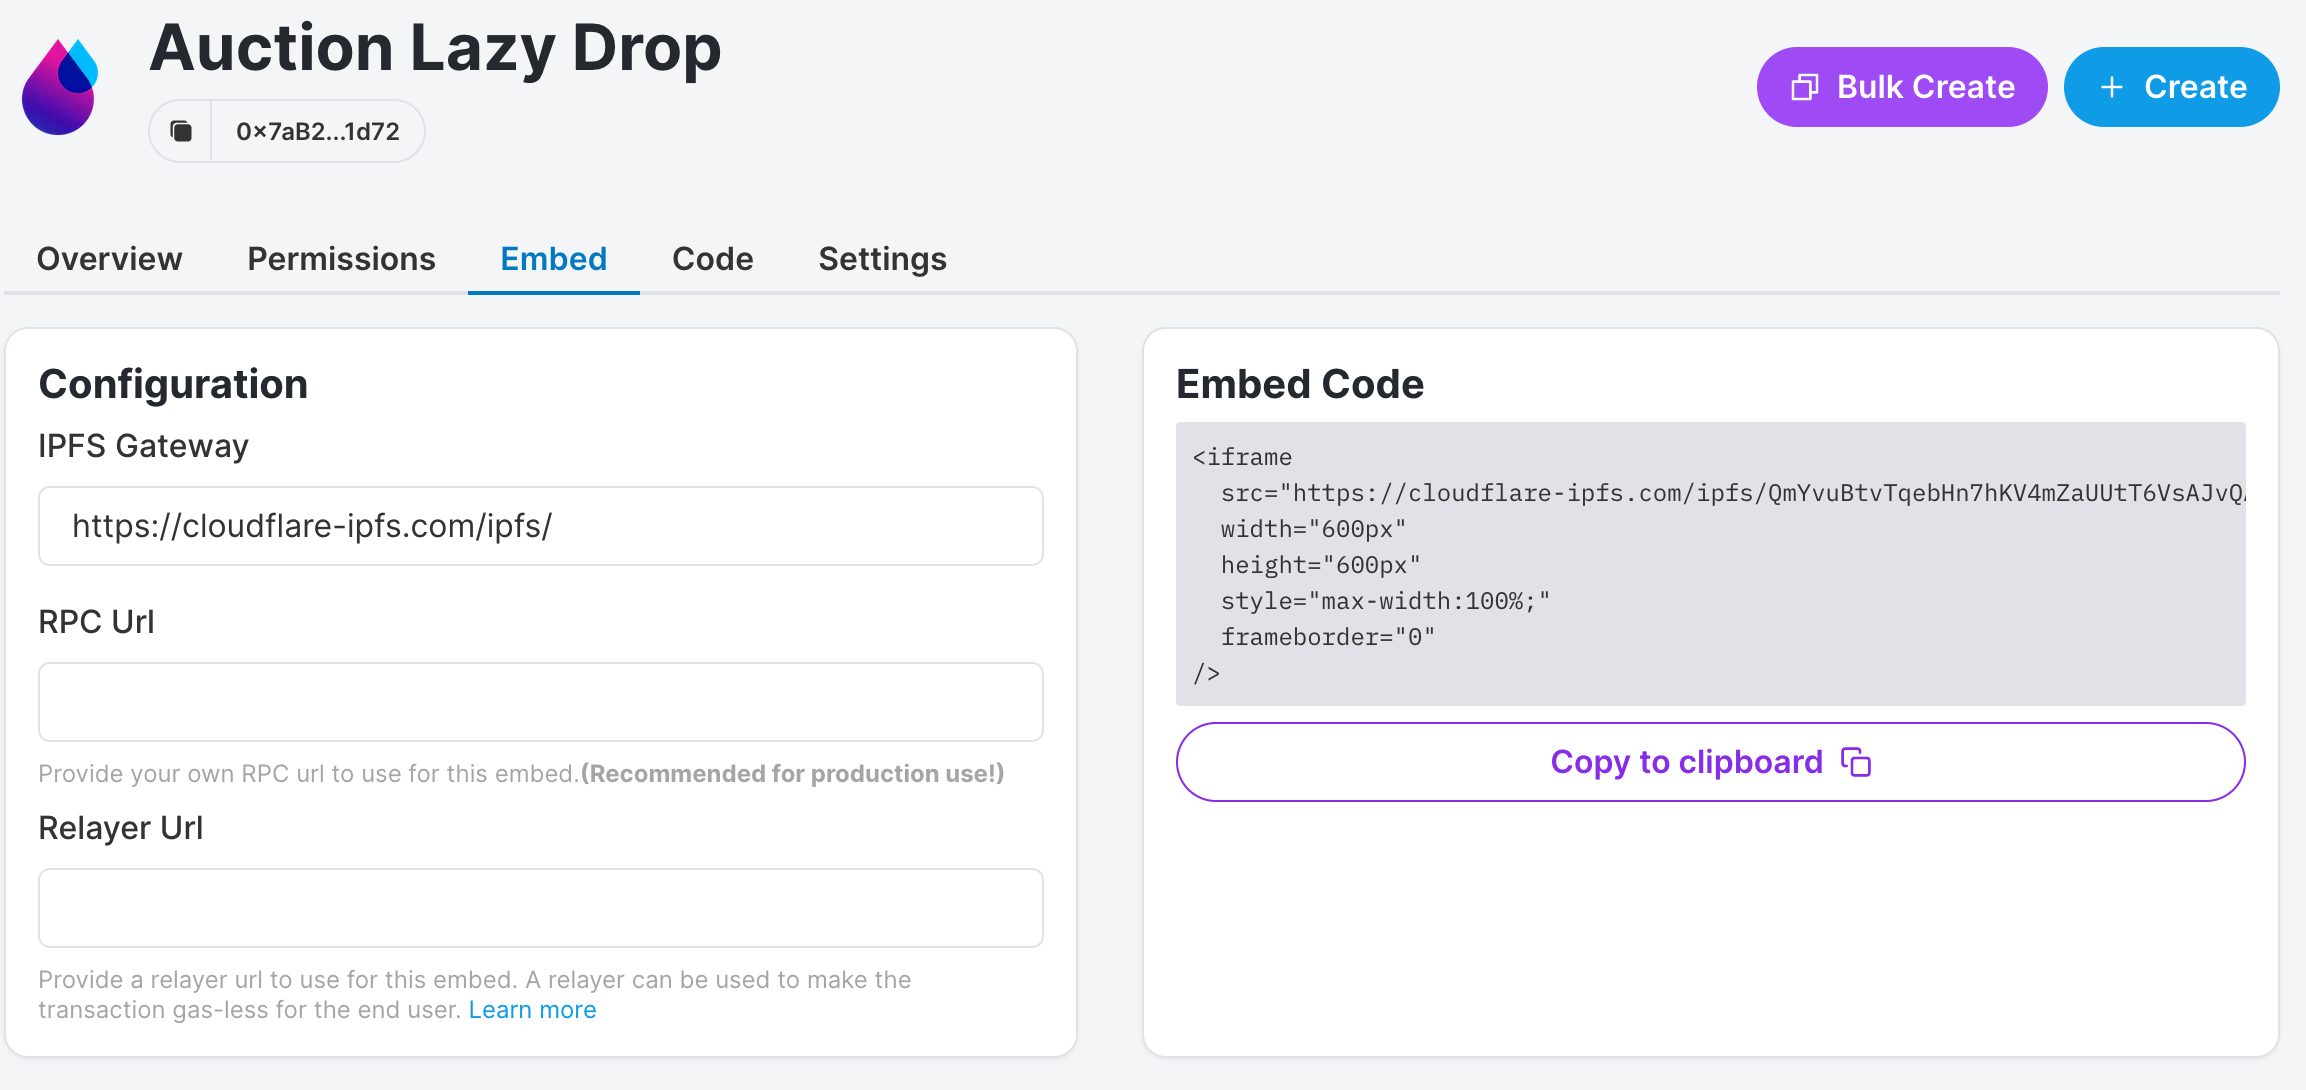 Auction Lazy Drop
0x7aB2...1d72
Bulk Create
Create
Overview
Permissions
Embed
Code
Settings
Configuration
IPFS Gateway
https://cloudflare-ipfs.com/ipfs/
RPC Url
Provide your own RPC url to use for this embed.(Recommended for production use!)
Relayer Url
Provide a relayer url to use for this embed. A relayer can be used to make the
transaction gas-less for the end user. Learn more
Embed Code
<iframe
src="https://cloudflare-ipfs.com/ipfs/QmYvuBtvTqebHn7hKV4mZaUUtT6VsAJvQ
width="600px"
height="600px"
style="max-width:100%;"
frameborder="0"
/>
Copy to clipboard